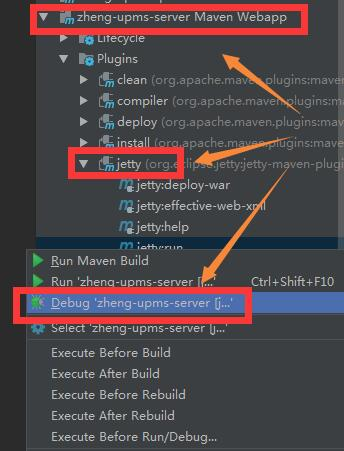 zheng-upms-server Maven Webapp
Lifecycle
Plugins
clean (org.apache.maven.plugins:mave
compiler (org.apache.maven.plugins:m
deploy (org.apache.maven.plugins:mav
install (org.apache.maven.plugins:mav
jetty (org.eclipse.jetty:jetty-maven-plugi
jetty:deploy-war
jetty:effective-web-xml
jetty:help
jetty:run
Run Maven Build
Run 'zheng-upms-server [j...' Ctrl+Shift+F10
Debug 'zheng-upms-server [j...'
Select 'zheng-upms-server [j...'
Execute Before Build
Execute After Build
Execute Before Rebuild
Execute After Rebuild
Execute Before Run/Debug...